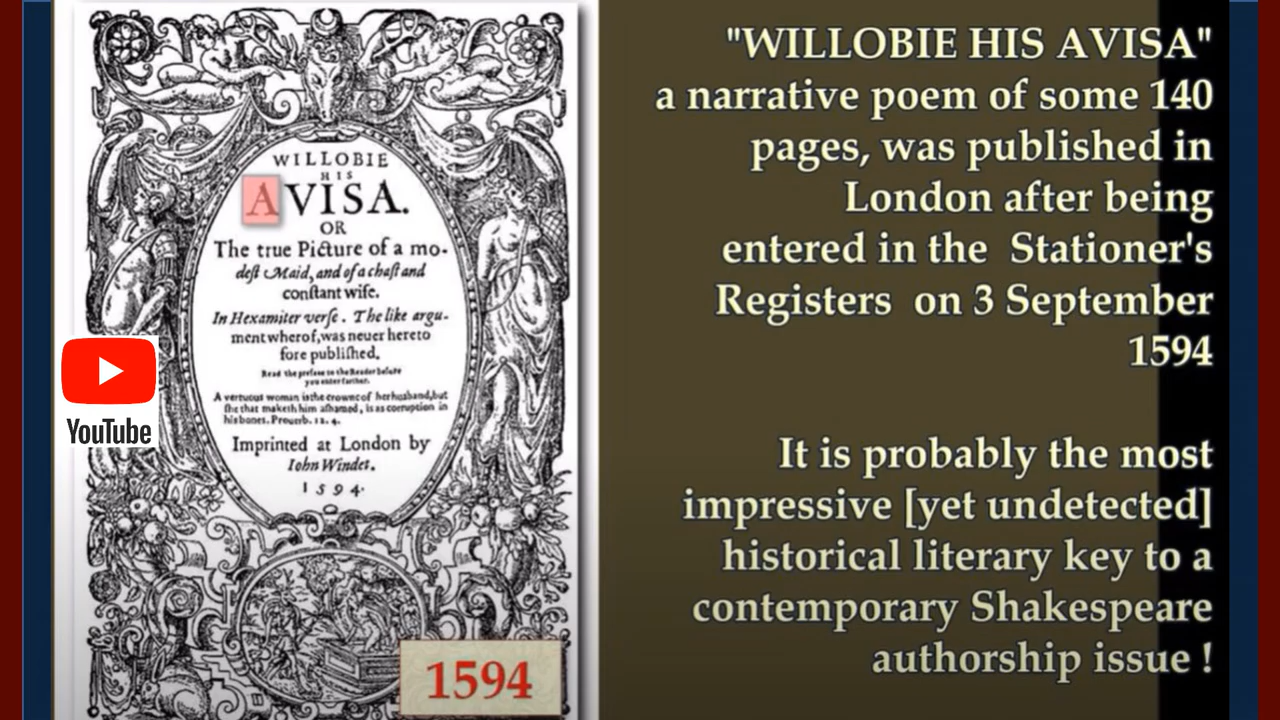 WILLOBIE
HIS
AVISA.
OR
The true Picture of a mo-
deſt Maid, and of a chaſt and
conſtant wife.
In Hexamiter verſe. The like argu-
ment wherof, was neuer hereto
fore publiſhed.
Read the preface to the Reader before
you enter farther.
A vertuous woman is the crowne of her husband, but
ſhe that maketh him aſhamed, is as corruption in
his bones. Prouerb. 12. 4.
Imprinted at London by
Iohn Windet.
1594.
YouTube
1594
"WILLOBIE HIS AVISA"
a narrative poem of some 140
pages, was published in
London after being
entered in the Stationer's
Registers on 3 September
1594
It is probably the most
impressive [yet undetected]
historical literary key to a
contemporary Shakespeare
authorship issue !